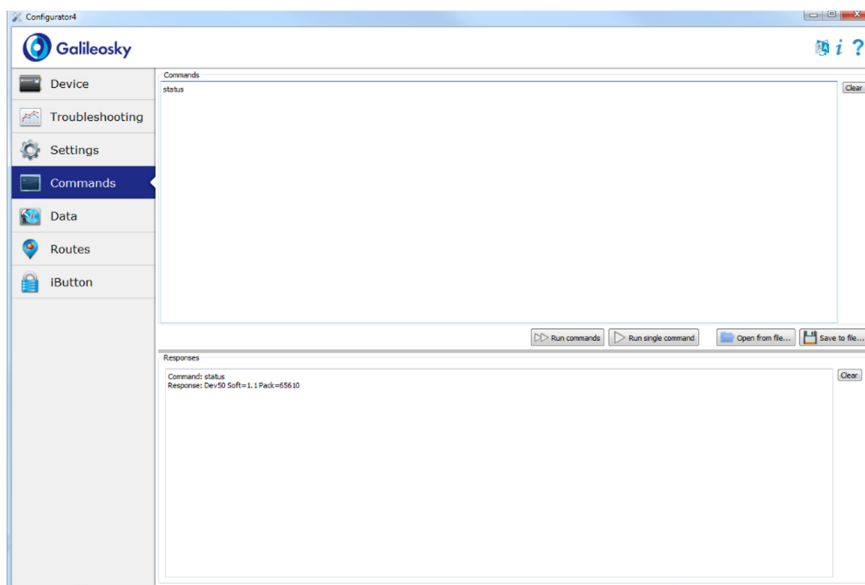 Configurator4
Galileosky
i ?
Device
Troubleshooting
Settings
Commands
Data
Routes
iButton
Commands
status
Clear
Run commands
Run single command
Open from file...
Save to file...
Responses
Command: status
Response: Dev50 Soft=1.1 Pack=65610
Clear